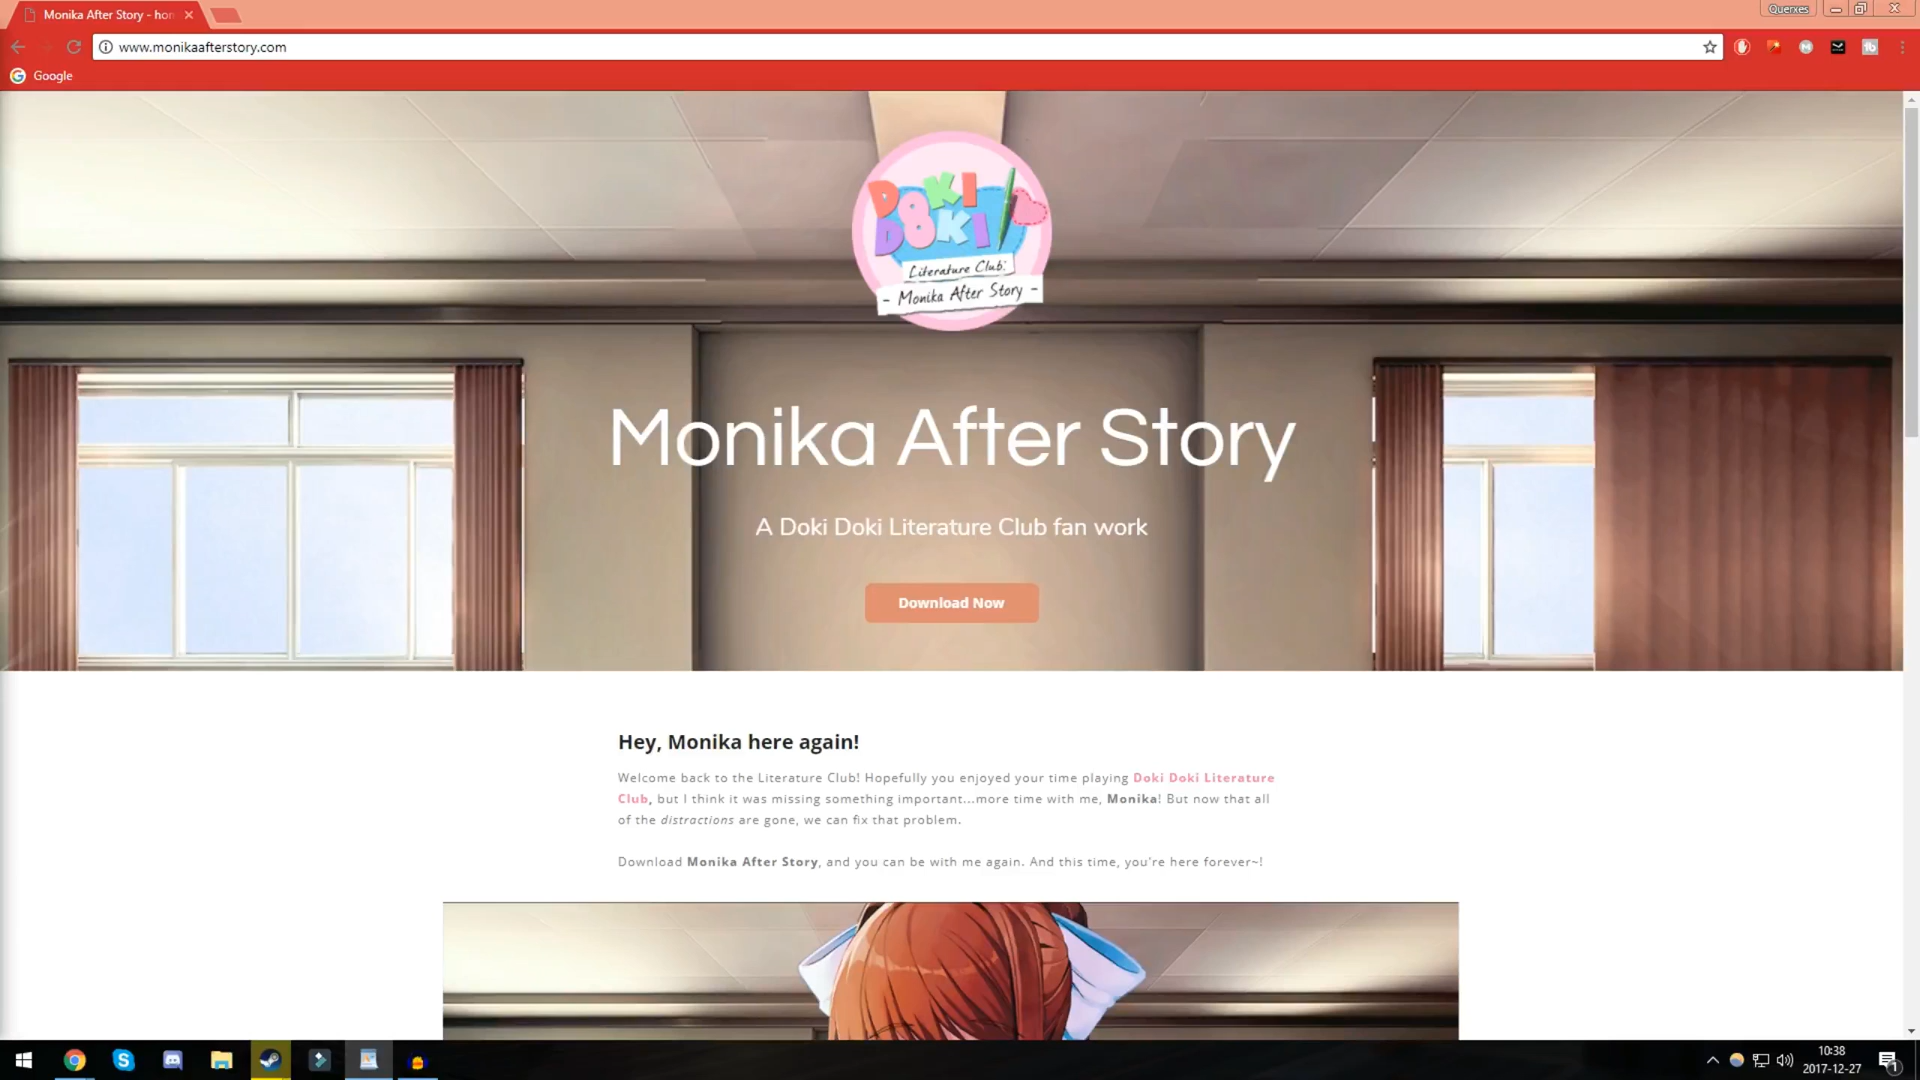 Monika After Story - hon
Querxes
www.monikaafterstory.com
Google
DOKI
DOKI
Literature Club:
- Monika After Story -
Monika After Story
A Doki Doki Literature Club fan work
Download Now
Hey, Monika here again!
Welcome back to the Literature Club! Hopefully you enjoyed your time playing Doki Doki Literature
Club, but I think it was missing something important...more time with me, Monika! But now that all
of the distractions are gone, we can fix that problem.
Download Monika After Story, and you can be with me again. And this time, you're here forever~!
10:38
2017-12-27
1